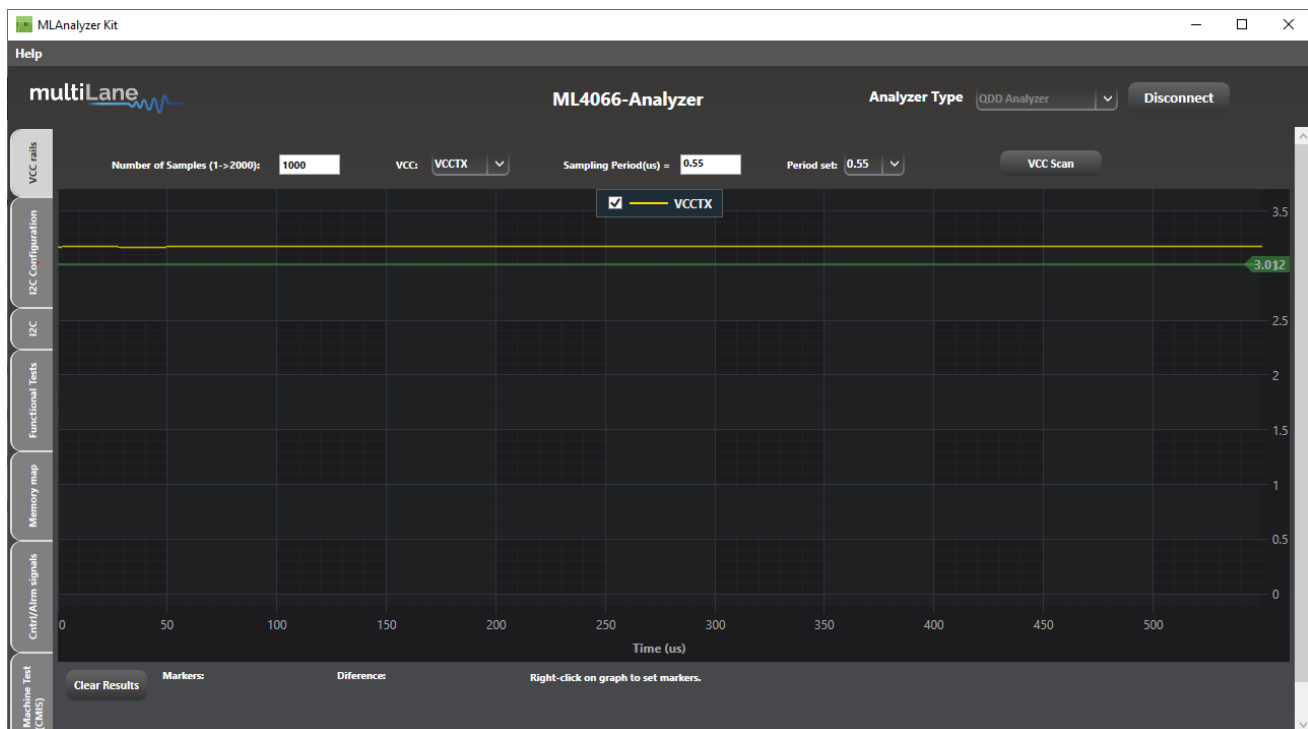 MLAnalyzer Kit
Help
multiLane
ML4066-Analyzer
Analyzer Type QDD Analyzer Disconnect
VCC rails
I2C Configuration
I2C
Functional Tests
Memory map
Cntrl/Alrm signals
Machine Test
(CMIS)
Number of Samples (1->2000): 1000 VCC: VCCTX Sampling Period(us) = 0.55 Period set: 0.55 VCC Scan
VCCTX
3.5
3.012
2.5
2
1.5
1
0.5
0
0 50 100 150 200 250 300 350 400 450 500
Time (us)
Clear Results Markers: Diference: Right-click on graph to set markers.